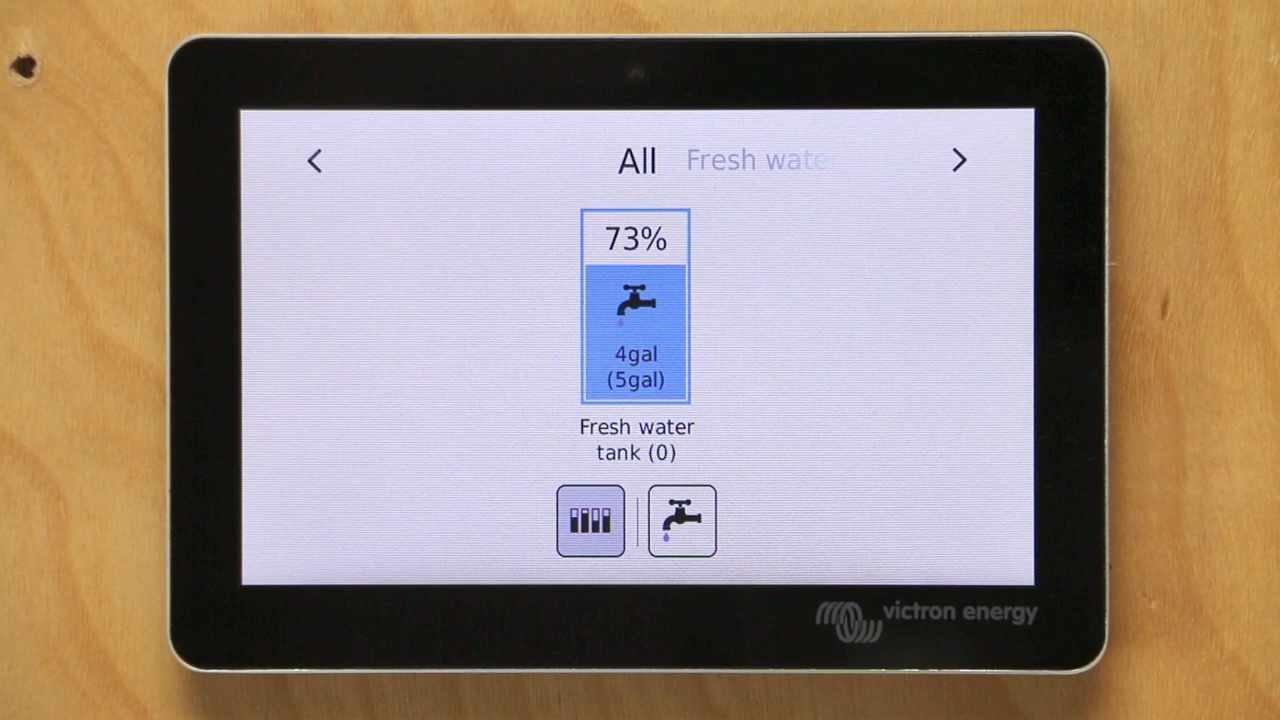 All Fresh wate
73%
4gal
(5gal)
Fresh water
tank (0)
victron energy